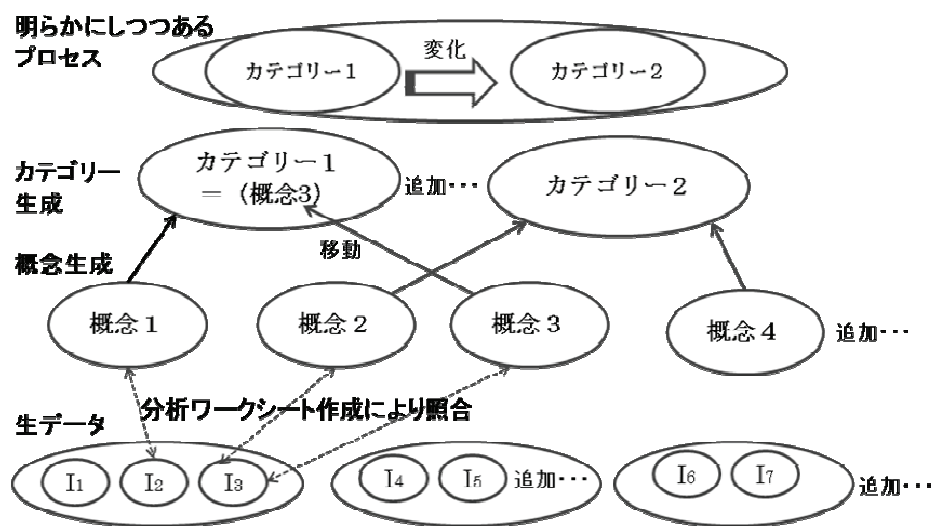 明らかにしつつある
プロセス
変化
カテゴリー1
カテゴリー2
カテゴリー
生成
カテゴリー1
=（概念3）
追加・・・
カテゴリー2
移動
概念生成
概念1
概念2
概念3
概念4
追加・・・
分析ワークシート作成により照合
生データ
I1
I2
I3
I4
I5
追加・・・
I6
I7
追加・・・